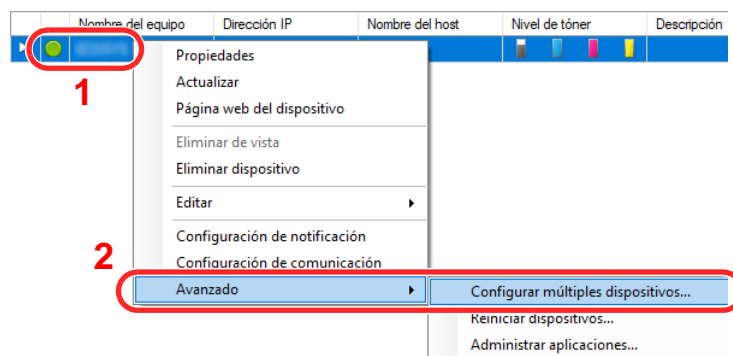 Nombre del equipo Dirección IP Nombre del host Nivel de tóner Descripción
1
Propiedades
Actualizar
Página web del dispositivo
Eliminar de vista
Eliminar dispositivo
Editar
Configuración de notificación
2
Configuración de comunicación
Avanzado Configurar múltiples dispositivos...
Reiniciar dispositivos...
Administrar aplicaciones...